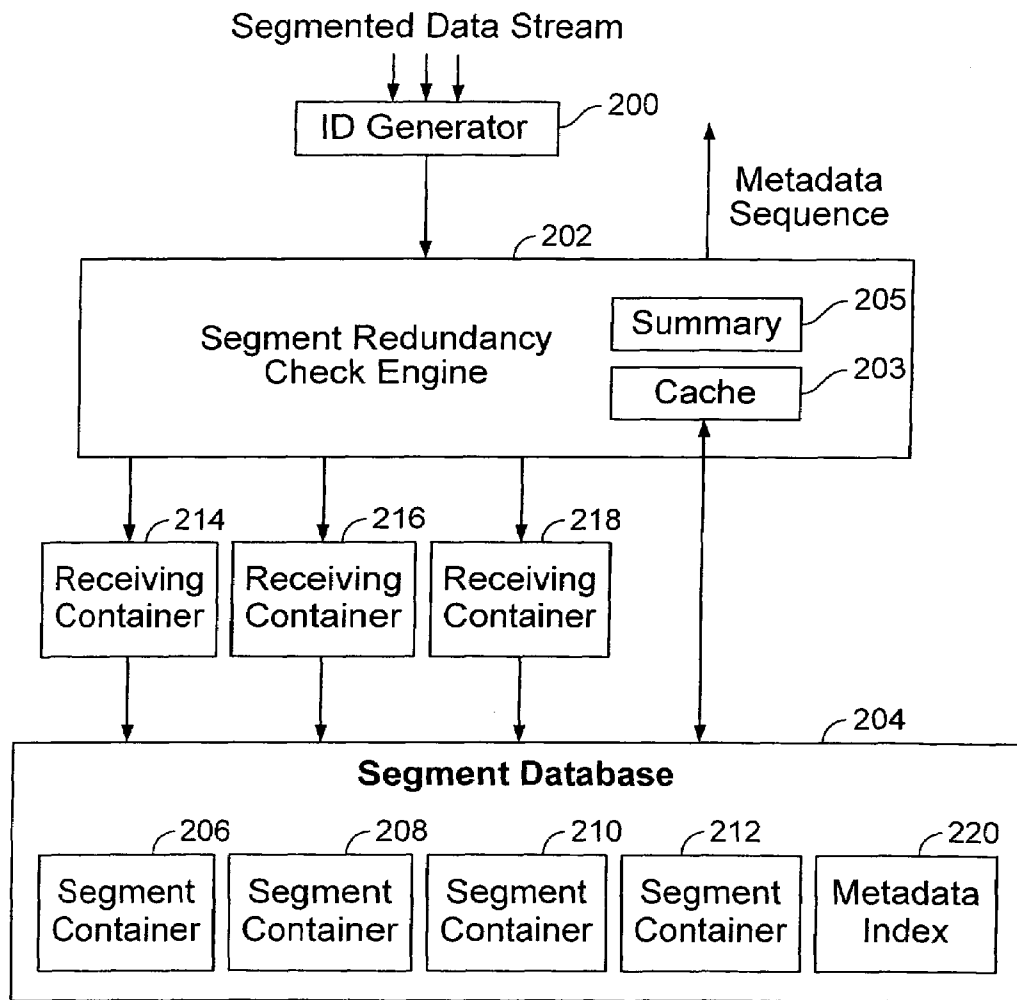 Segmented Data Stream
ID Generator
200
Metadata
Sequence
202
Segment Redundancy
Check Engine
Summary
205
Cache
203
214
216
218
Receiving
Container
Receiving
Container
Receiving
Container
204
Segment Database
206
208
210
212
220
Segment
Container
Segment
Container
Segment
Container
Segment
Container
Metadata
Index